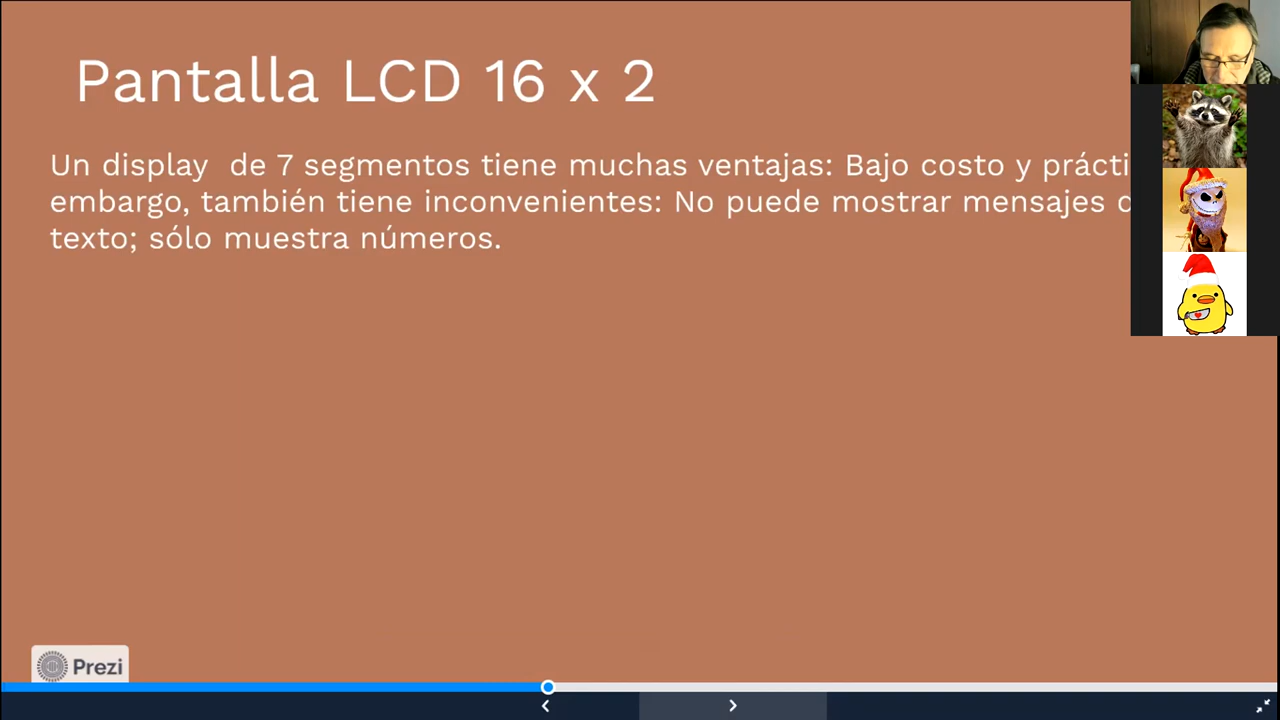 Pantalla LCD 16 x 2
Un display de 7 segmentos tiene muchas ventajas: Bajo costo y
embargo, también tiene inconvenientes: No puede mostrar mensajes
texto; sólo muestra números.
Prezi